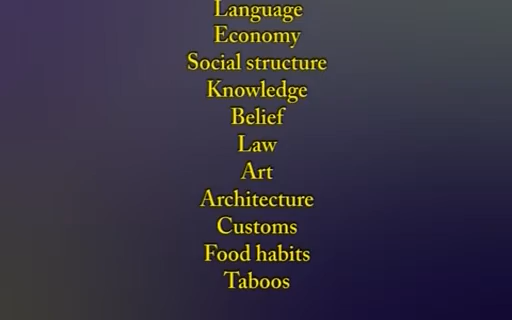 Language
Economy
Social structure
Knowledge
Belief
Law
Art
Architecture
Customs
Food habits
Taboos